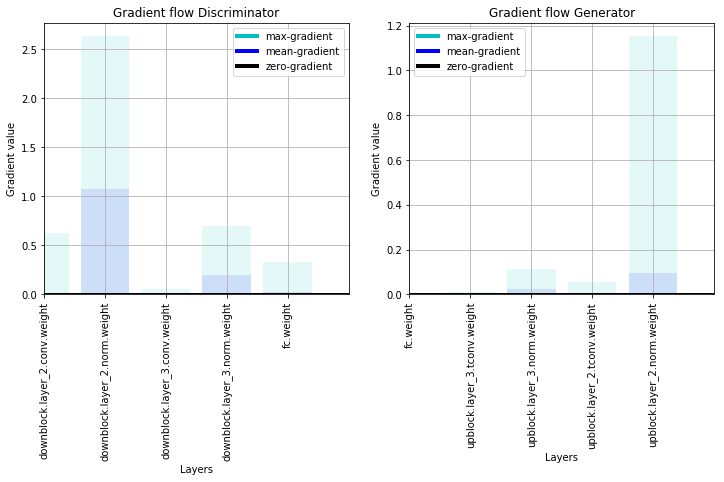 Gradient flow Discriminator
max-gradient
mean-gradient
zero-gradient
Gradient value
2.5
2.0
1.5
1.0
0.5
0.0
downblock.layer_2.conv.weight
downblock.layer_2.norm.weight
downblock.layer_3.conv.weight
downblock.layer_3.norm.weight
fc.weight
Layers
Gradient flow Generator
max-gradient
mean-gradient
zero-gradient
Gradient value
1.2
1.0
0.8
0.6
0.4
0.2
0.0
fc.weight
upblock.layer_3.tconv.weight
upblock.layer_3.norm.weight
upblock.layer_2.tconv.weight
upblock.layer_2.norm.weight
Layers